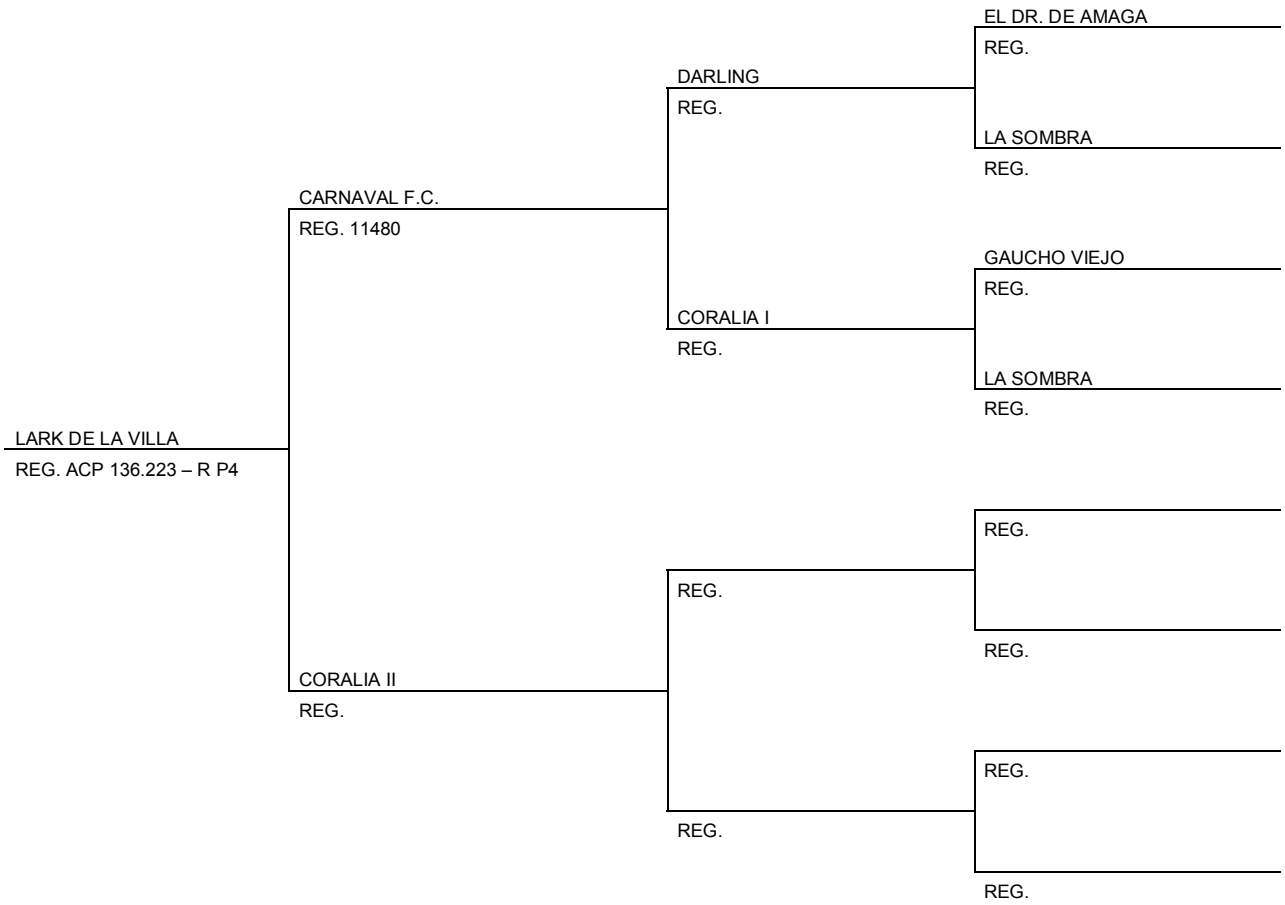 EL DR. DE AMAGA
REG.
DARLING
REG.
LA SOMBRA
REG.
CARNAVAL F.C.
REG. 11480
GAUCHO VIEJO
REG.
CORALIA I
REG.
LA SOMBRA
REG.
LARK DE LA VILLA
REG. ACP 136.223 – R P4
REG.
REG.
REG.
CORALIA II
REG.
REG.
REG.
REG.